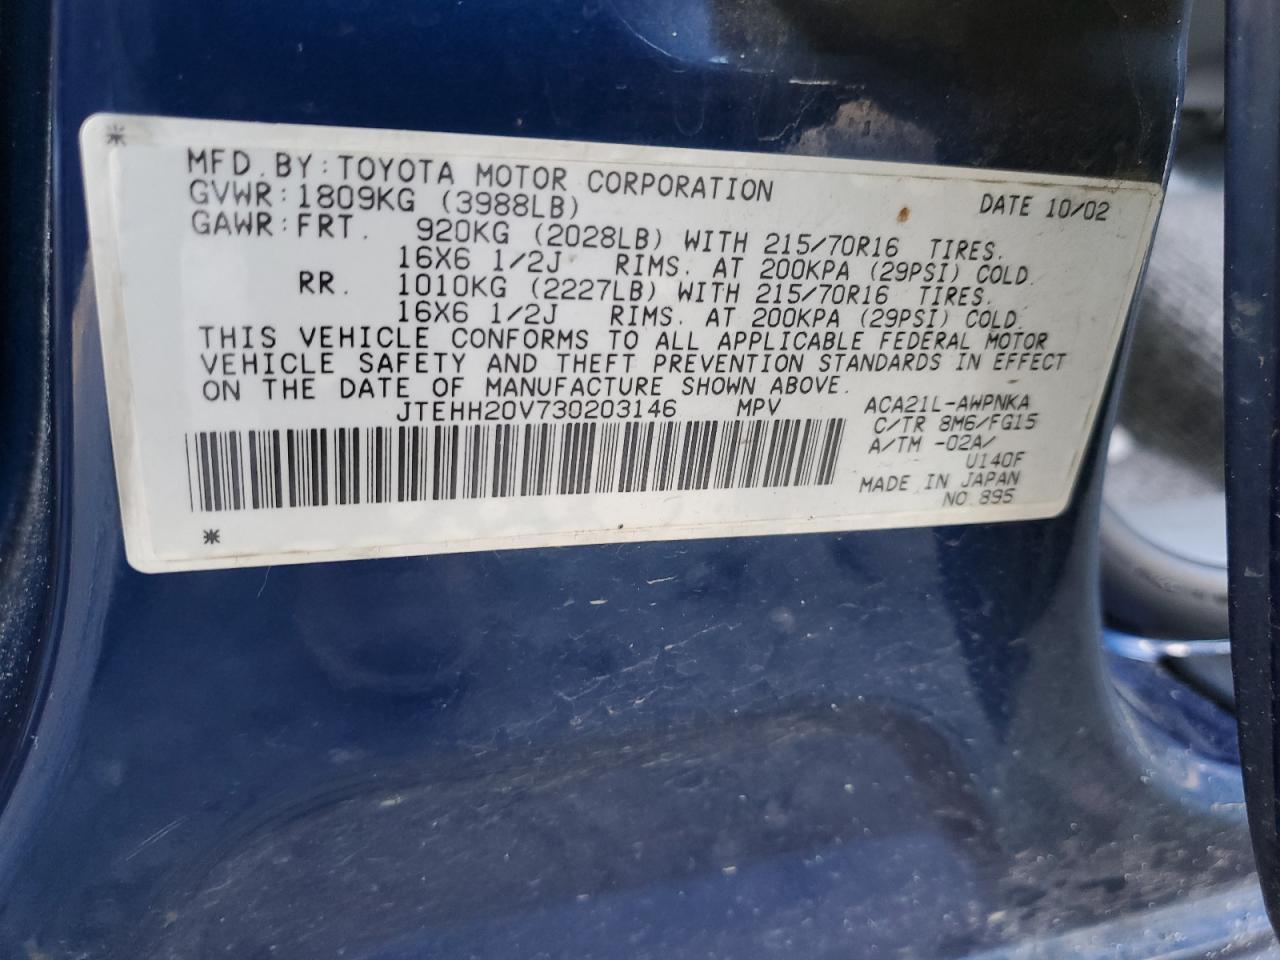 MFD. BY: TOYOTA MOTOR CORPORATION DATE 10/02
GVWR: 1809KG (3988LB)
GAWR: FRT. 920KG (2028LB) WITH 215/70R16 TIRES.
16X6 1/2J RIMS. AT 200KPA (29PSI) COLD.
RR. 1010KG (2227LB) WITH 215/70R16 TIRES.
16X6 1/2J RIMS. AT 200KPA (29PSI) COLD.
THIS VEHICLE CONFORMS TO ALL APPLICABLE FEDERAL MOTOR
VEHICLE SAFETY AND THEFT PREVENTION STANDARDS IN EFFECT
ON THE DATE OF MANUFACTURE SHOWN ABOVE.
JTEHH20V730203146 MPV
ACA21L-AWPNKA
C/TR 8M6/FG15
A/TM -02A/
U140F
MADE IN JAPAN
NO. 895